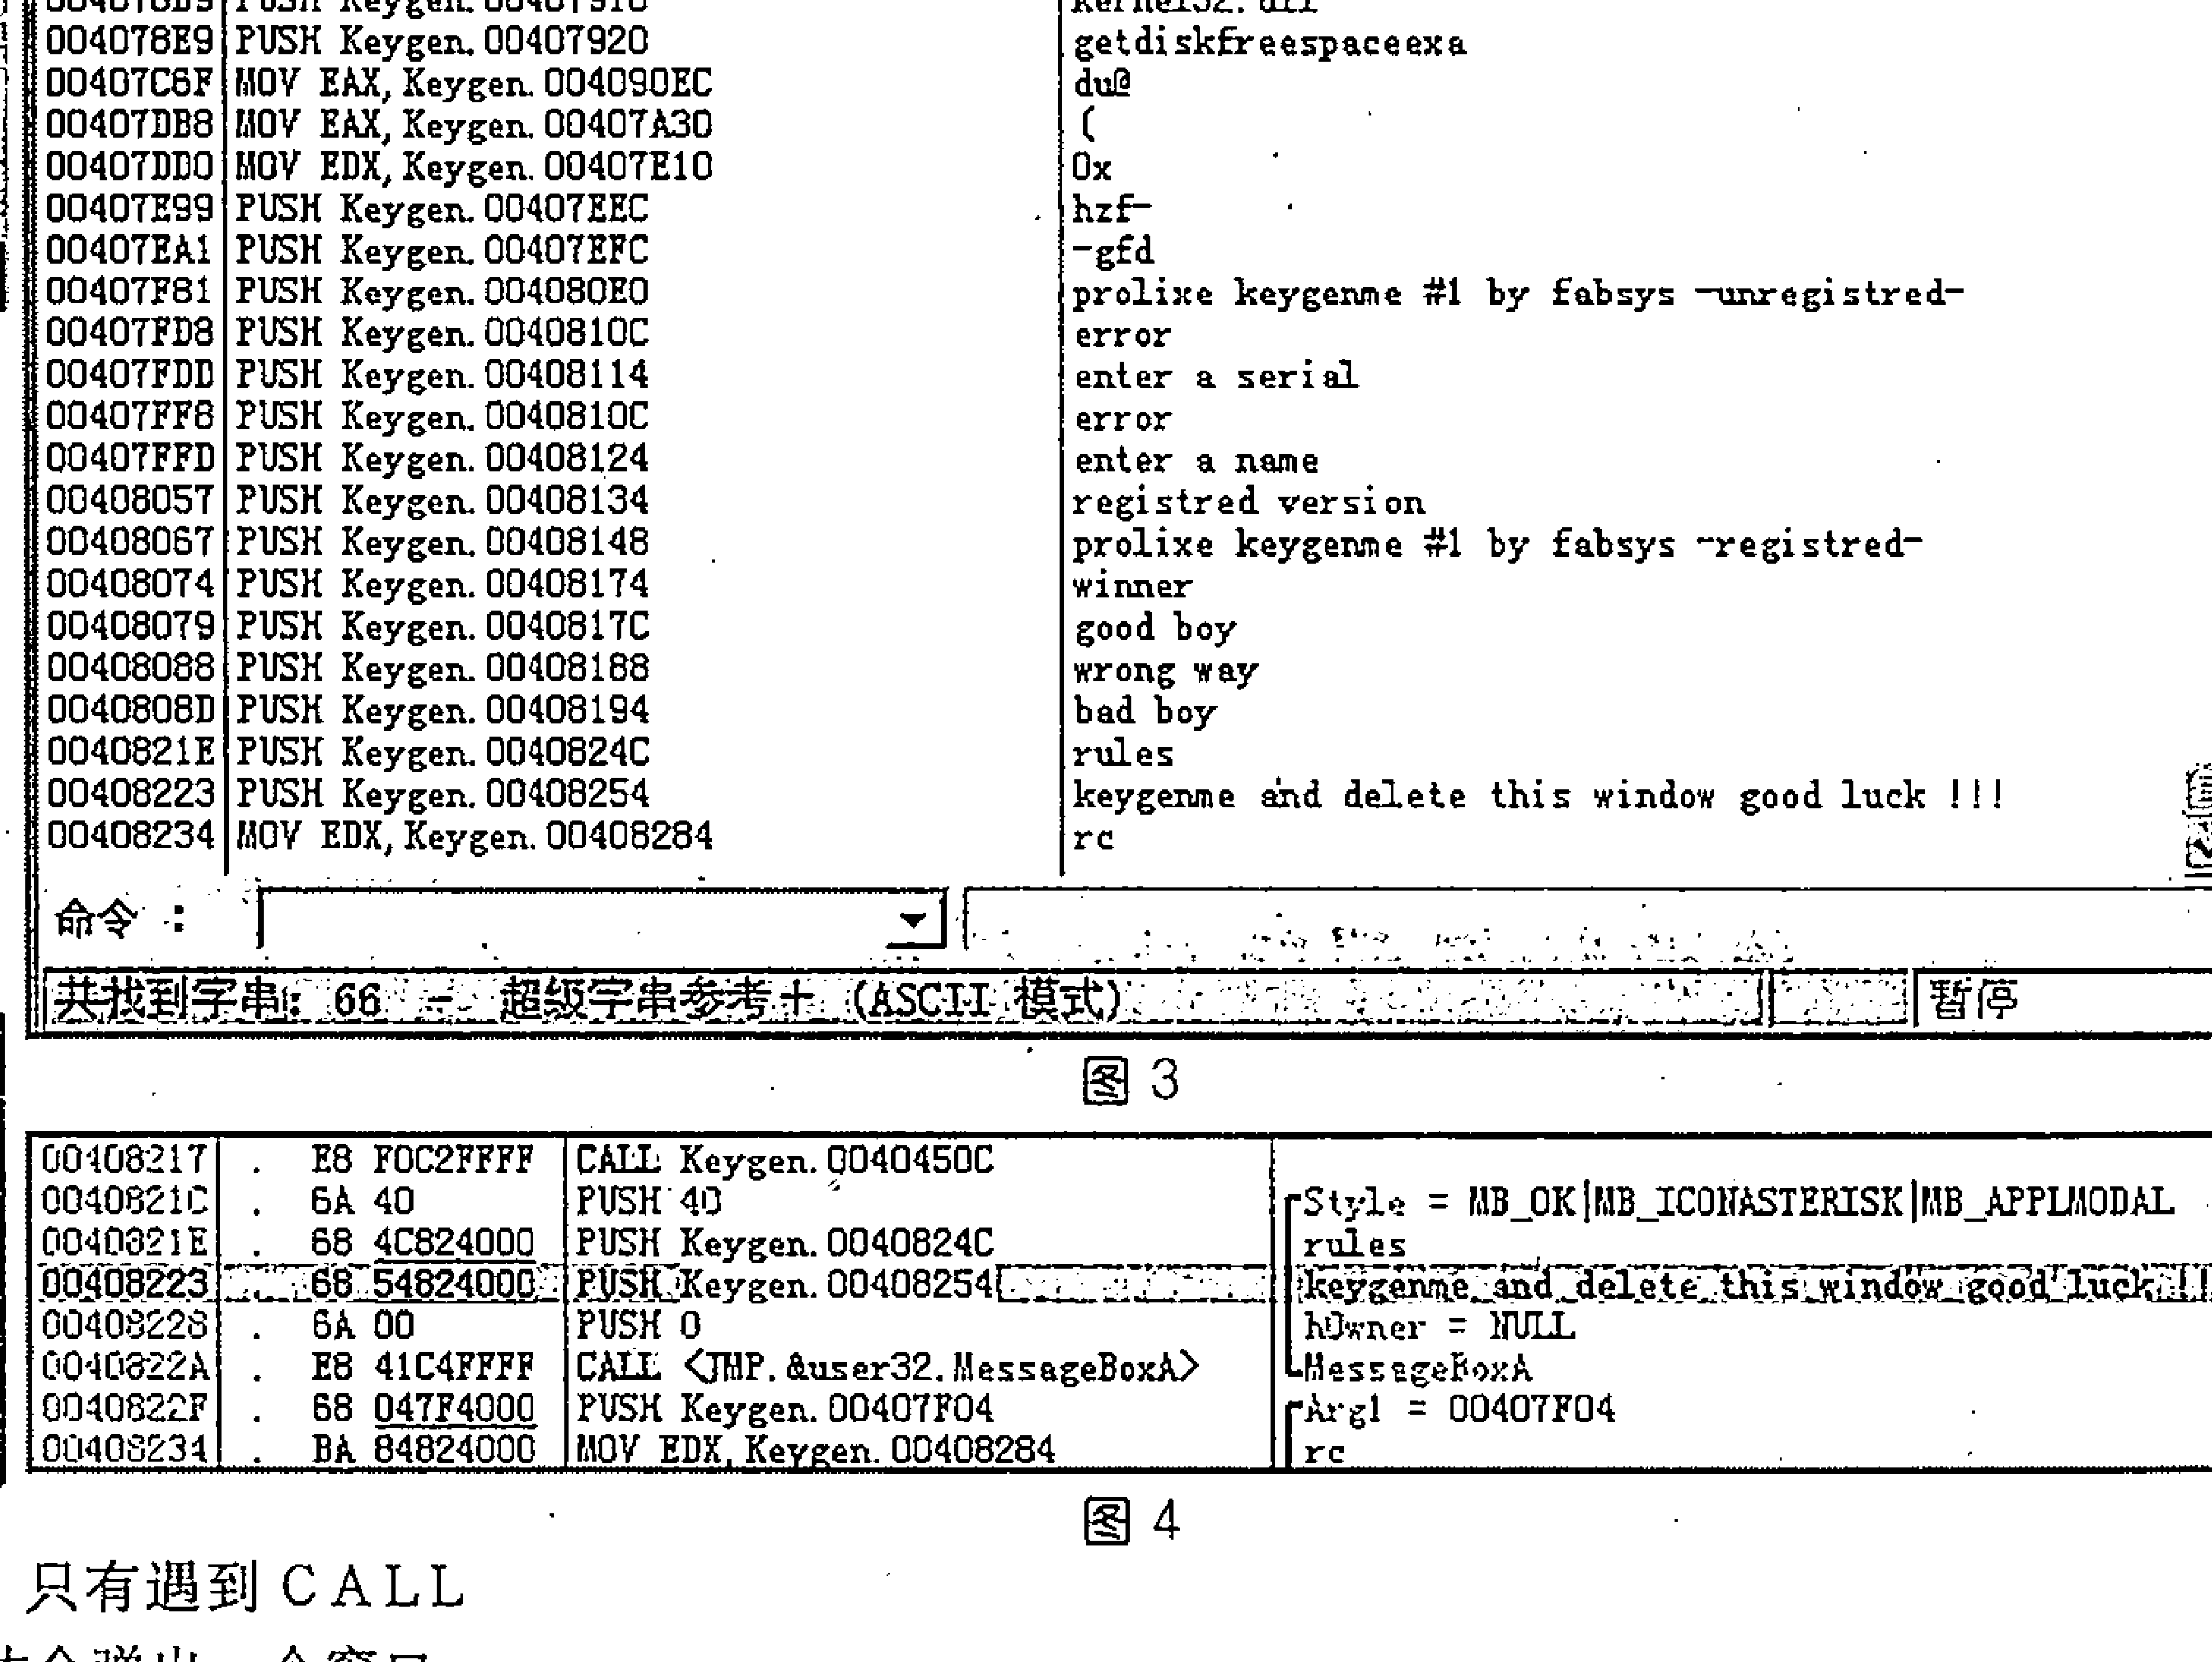 004078E9 PUSH Keygen.00407920 getdiskfreespaceexa
00407C6F MOV EAX,Keygen.004090EC du@
00407DB8 MOV EAX,Keygen.00407A30 (
00407DD0 MOV EDX,Keygen.00407E10 0x
00407E99 PUSH Keygen.00407EEC hzf-
00407EA1 PUSH Keygen.00407EFC -gfd
00407F81 PUSH Keygen.004080E0 prolixe keygenme #1 by fabsys -unregistred-
00407FD8 PUSH Keygen.0040810C error
00407FDD PUSH Keygen.00408114 enter a serial
00407FF8 PUSH Keygen.0040810C error
00407FFD PUSH Keygen.00408124 enter a name
00408057 PUSH Keygen.00408134 registred version
00408067 PUSH Keygen.00408148 prolixe keygenme #1 by fabsys -registred-
00408074 PUSH Keygen.00408174 winner
00408079 PUSH Keygen.0040817C good boy
00408088 PUSH Keygen.00408188 wrong way
0040808D PUSH Keygen.00408194 bad boy
0040821E PUSH Keygen.0040824C rules
00408223 PUSH Keygen.00408254 keygenme and delete this window good luck !!!
00408234 MOV EDX,Keygen.00408284 rc
命令 :
共找到字串: 66 - 超级字串参考+ (ASCII 模式) 暂停
图 3
00408217 . E8 F0C2FFFF CALL Keygen.0040450C
0040821C . 6A 40 PUSH 40 Style = MB_OK|MB_ICONASTERISK|MB_APPLMODAL
0040821E . 68 4C824000 PUSH Keygen.0040824C rules
00408223 . 68 54824000 PUSH Keygen.00408254 keygenme and delete this window good luck !!
00408228 . 6A 00 PUSH 0 hOwner = NULL
0040822A . E8 41C4FFFF CALL <JMP.&user32.MessageBoxA> MessageBoxA
0040822F . 68 047F4000 PUSH Keygen.00407F04 Arg1 = 00407F04
00408234 . BA 84824000 MOV EDX,Keygen.00408284 rc
图 4
只有遇到 CALL